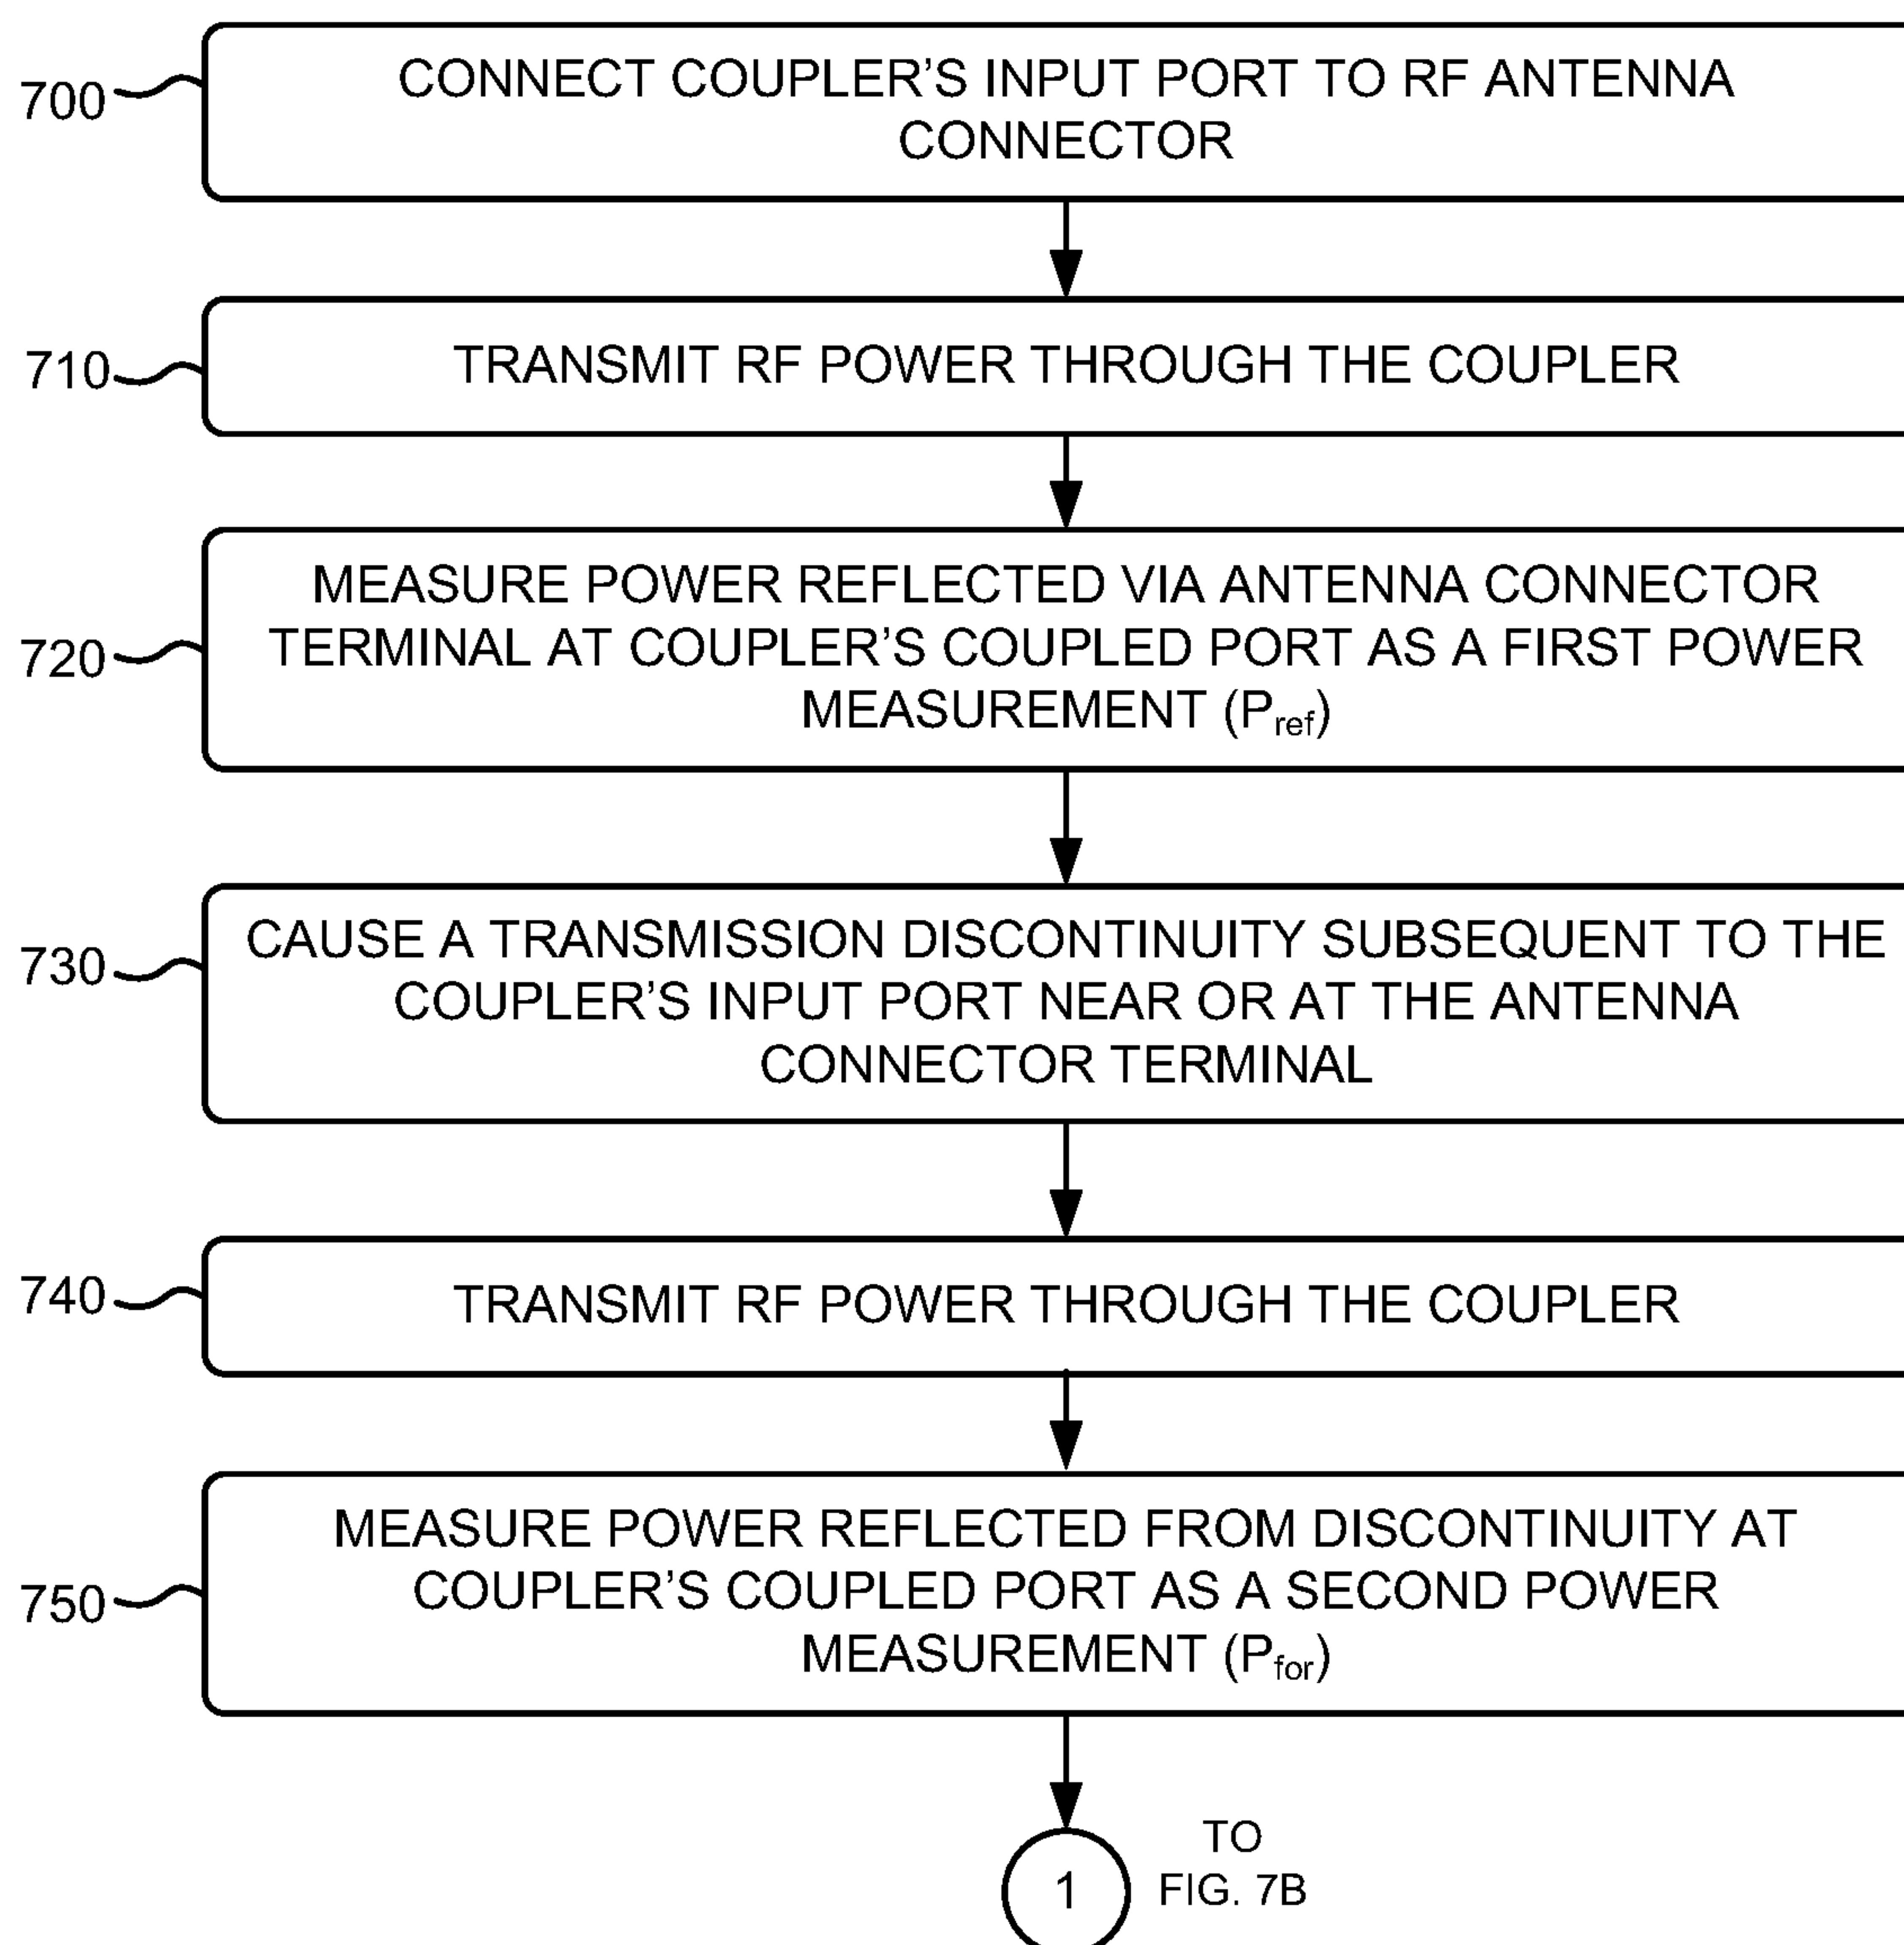 700
CONNECT COUPLER’S INPUT PORT TO RF ANTENNA
CONNECTOR
710
TRANSMIT RF POWER THROUGH THE COUPLER
720
MEASURE POWER REFLECTED VIA ANTENNA CONNECTOR
TERMINAL AT COUPLER’S COUPLED PORT AS A FIRST POWER
MEASUREMENT (Pref)
730
CAUSE A TRANSMISSION DISCONTINUITY SUBSEQUENT TO THE
COUPLER’S INPUT PORT NEAR OR AT THE ANTENNA
CONNECTOR TERMINAL
740
TRANSMIT RF POWER THROUGH THE COUPLER
750
MEASURE POWER REFLECTED FROM DISCONTINUITY AT
COUPLER’S COUPLED PORT AS A SECOND POWER
MEASUREMENT (Pfor)
1
TO
FIG. 7B